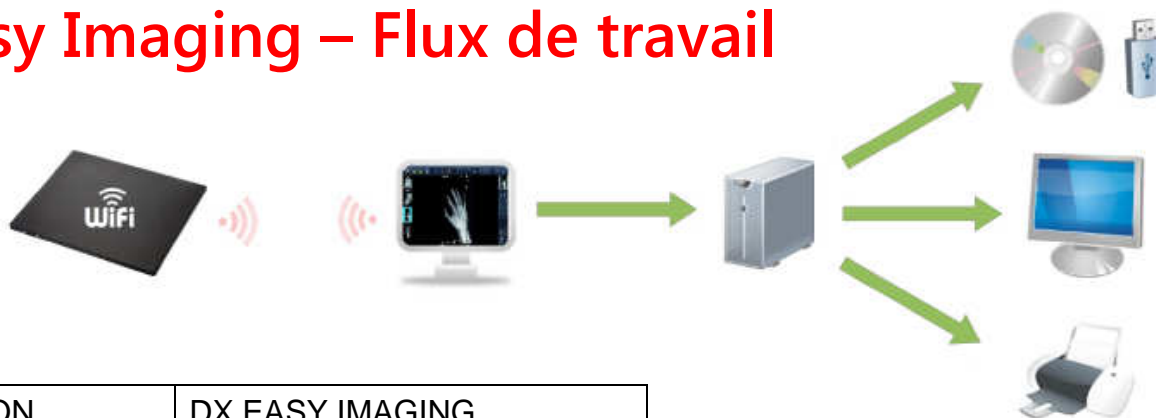 sy Imaging – Flux de travail
WiFi
ON
DX EASY IMAGING